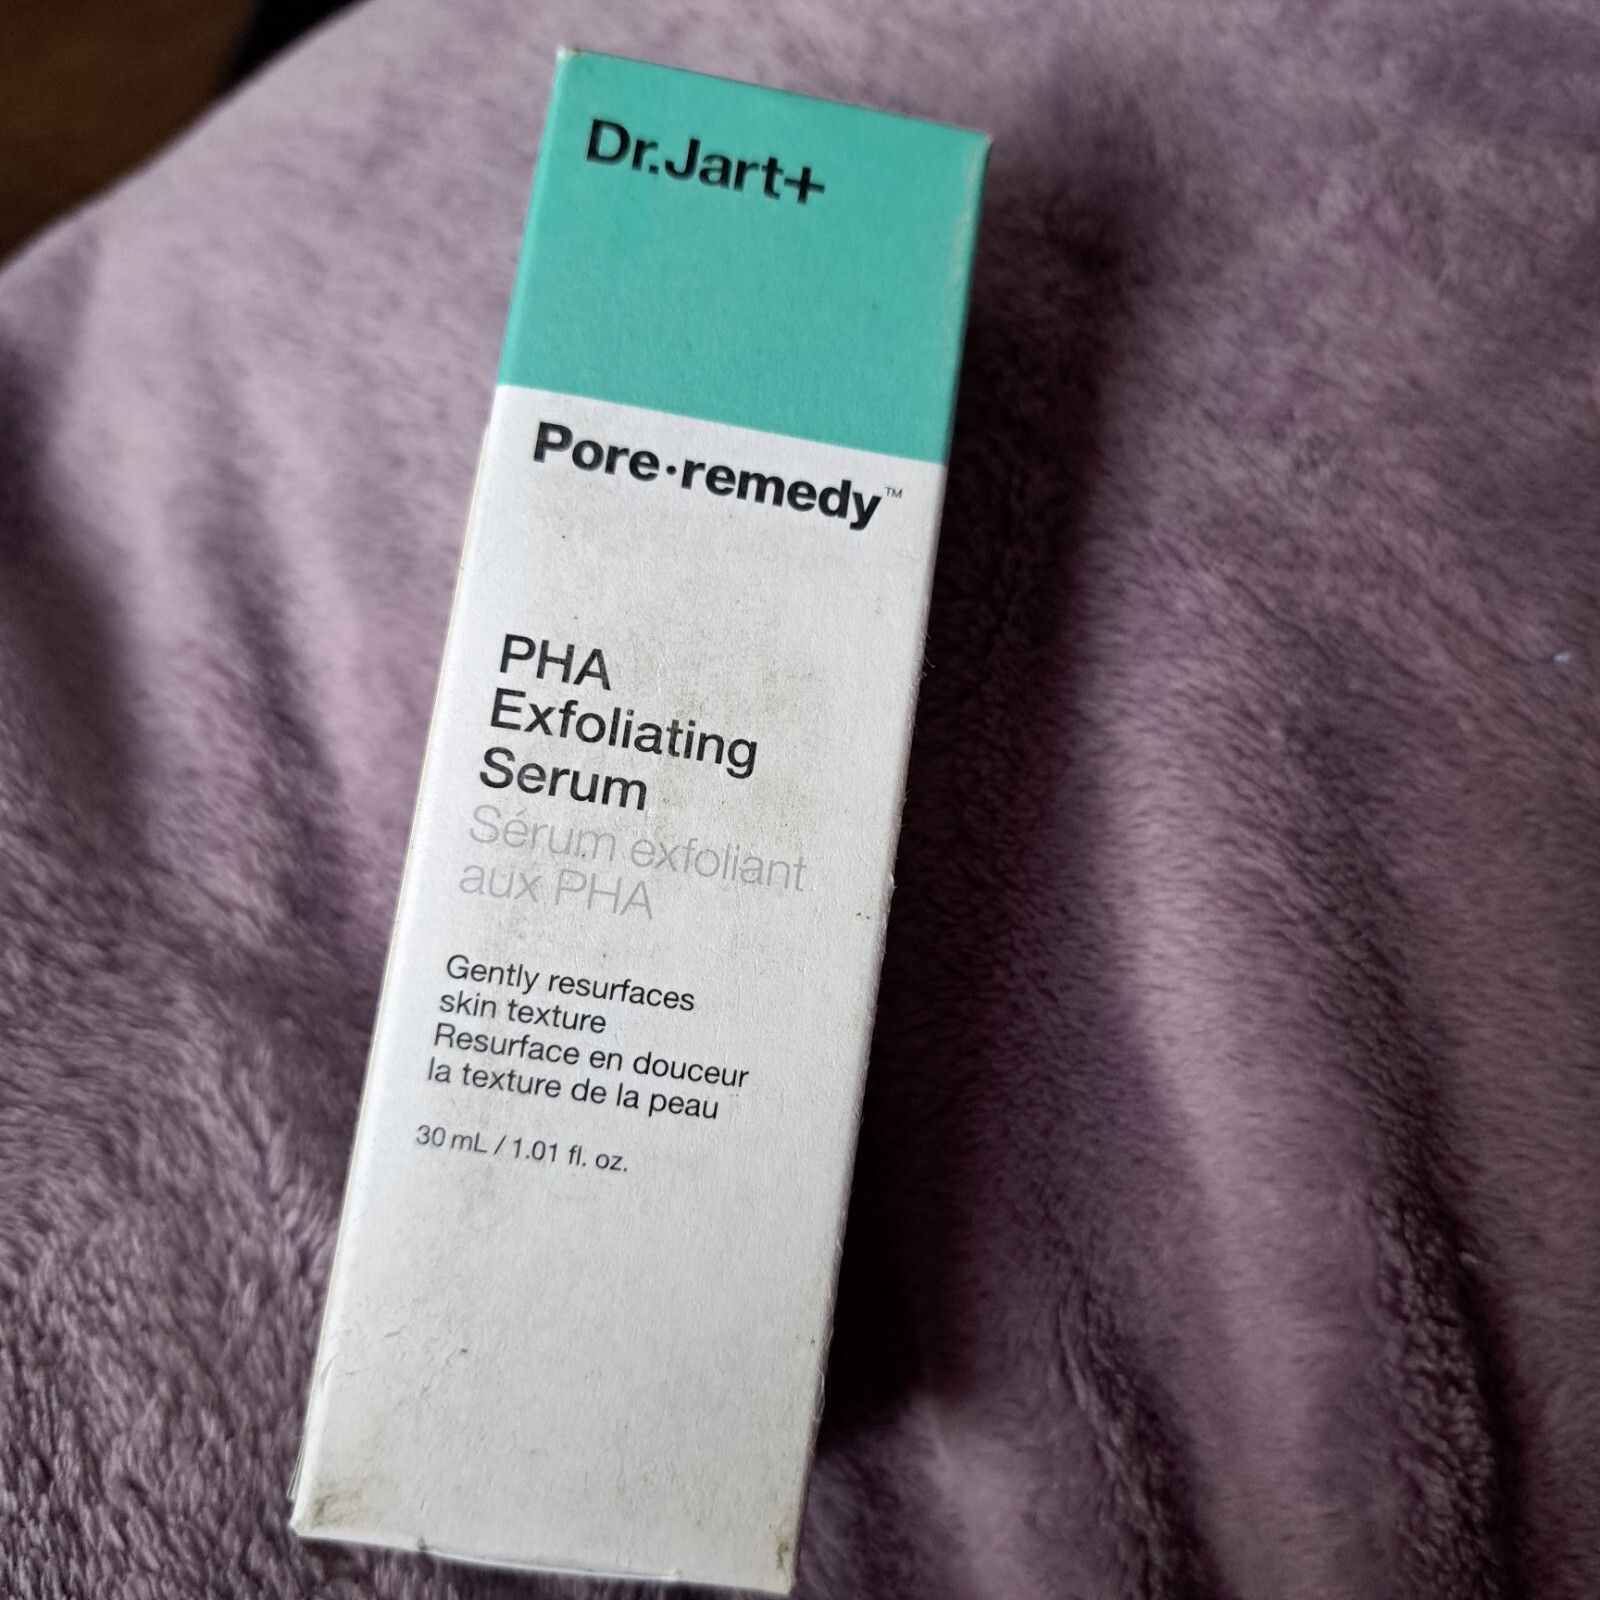 Dr.Jart+
Pore·remedy™
PHA
Exfoliating
Serum
Sérum exfoliant
aux PHA
Gently resurfaces
skin texture
Resurface en douceur
la texture de la peau
30 mL / 1.01 fl. oz.